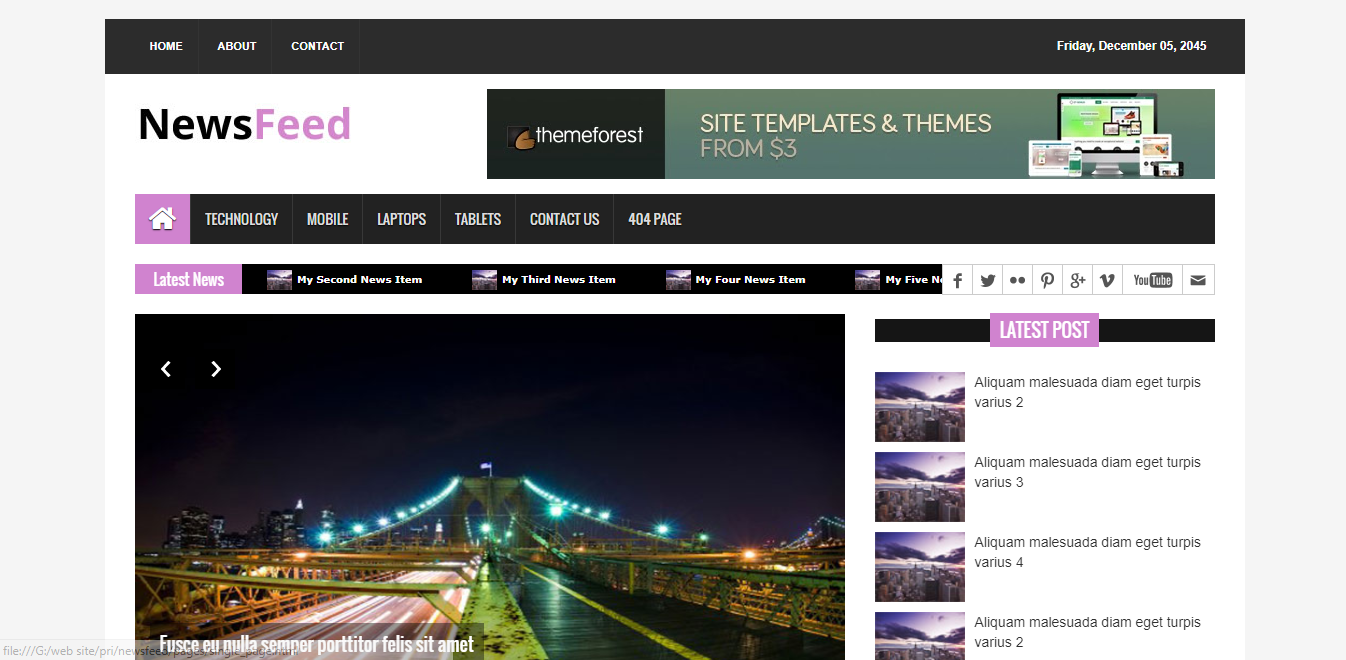 HOME ABOUT CONTACT Friday, December 05, 2045
NewsFeed
themeforest
SITE TEMPLATES & THEMES
FROM $3
TECHNOLOGY MOBILE LAPTOPS TABLETS CONTACT US 404 PAGE
Latest News My Second News Item My Third News Item My Four News Item My Five You Tube
LATEST POST
Aliquam malesuada diam eget turpis
varius 2
Aliquam malesuada diam eget turpis
varius 3
Aliquam malesuada diam eget turpis
varius 4
Aliquam malesuada diam eget turpis
varius 2
Fusce eu nulla semper porttitor felis sit amet
file:///G:/web site/pri/newsfeed/pages/single_page.html